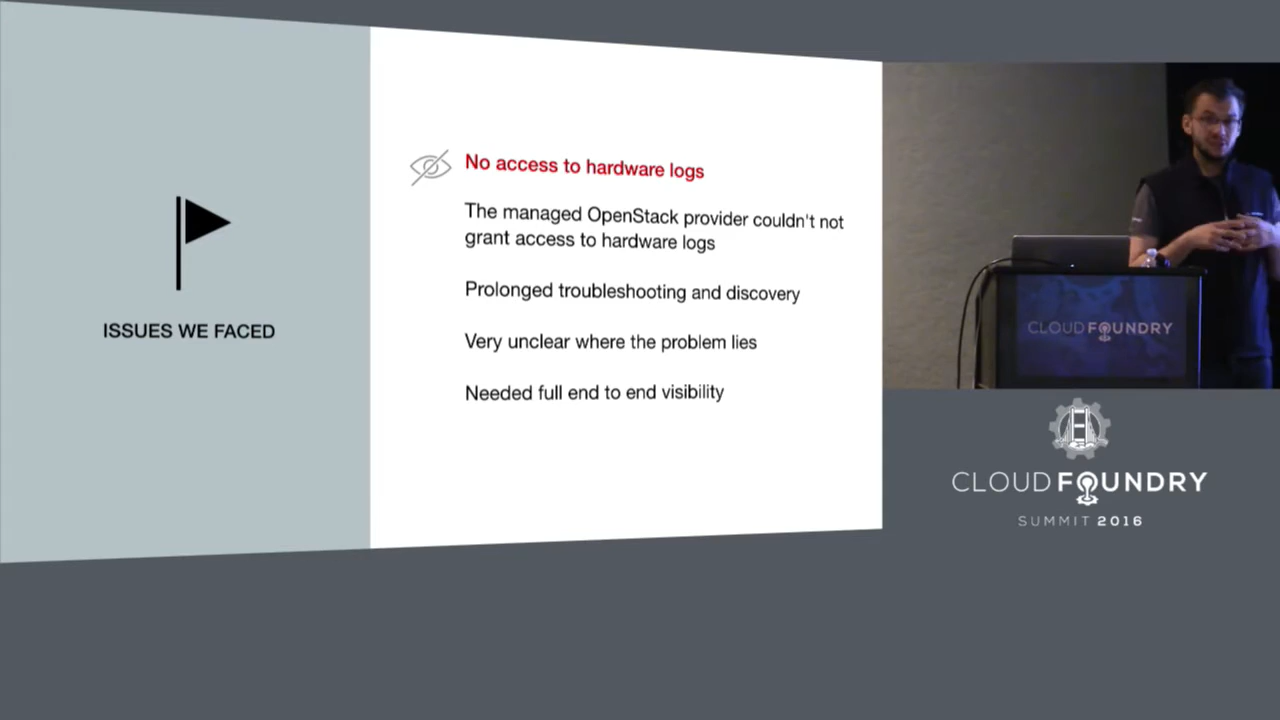 ISSUES WE FACED
No access to hardware logs
The managed OpenStack provider couldn't not
grant access to hardware logs
Prolonged troubleshooting and discovery
Very unclear where the problem lies
Needed full end to end visibility
CLOUD FOUNDRY
CLOUD FOUNDRY
SUMMIT 2016